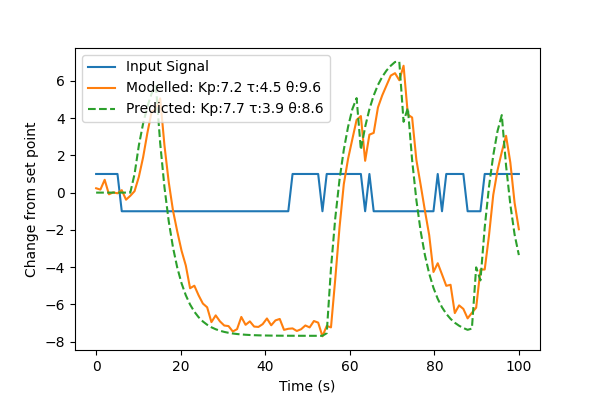 Input Signal
Modelled: Kp:7.2 τ:4.5 θ:9.6
Predicted: Kp:7.7 τ:3.9 θ:8.6
Change from set point
6
4
2
0
−2
−4
−6
−8
0 20 40 60 80 100
Time (s)